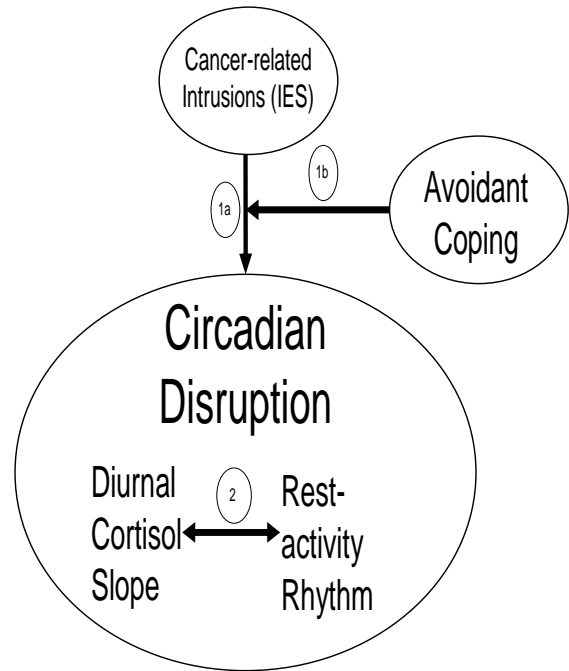 Cancer-related
Intrusions (IES)
1b
1a
Avoidant
Coping
Circadian
Disruption
Diurnal
Cortisol
Slope
2
Rest-
activity
Rhythm